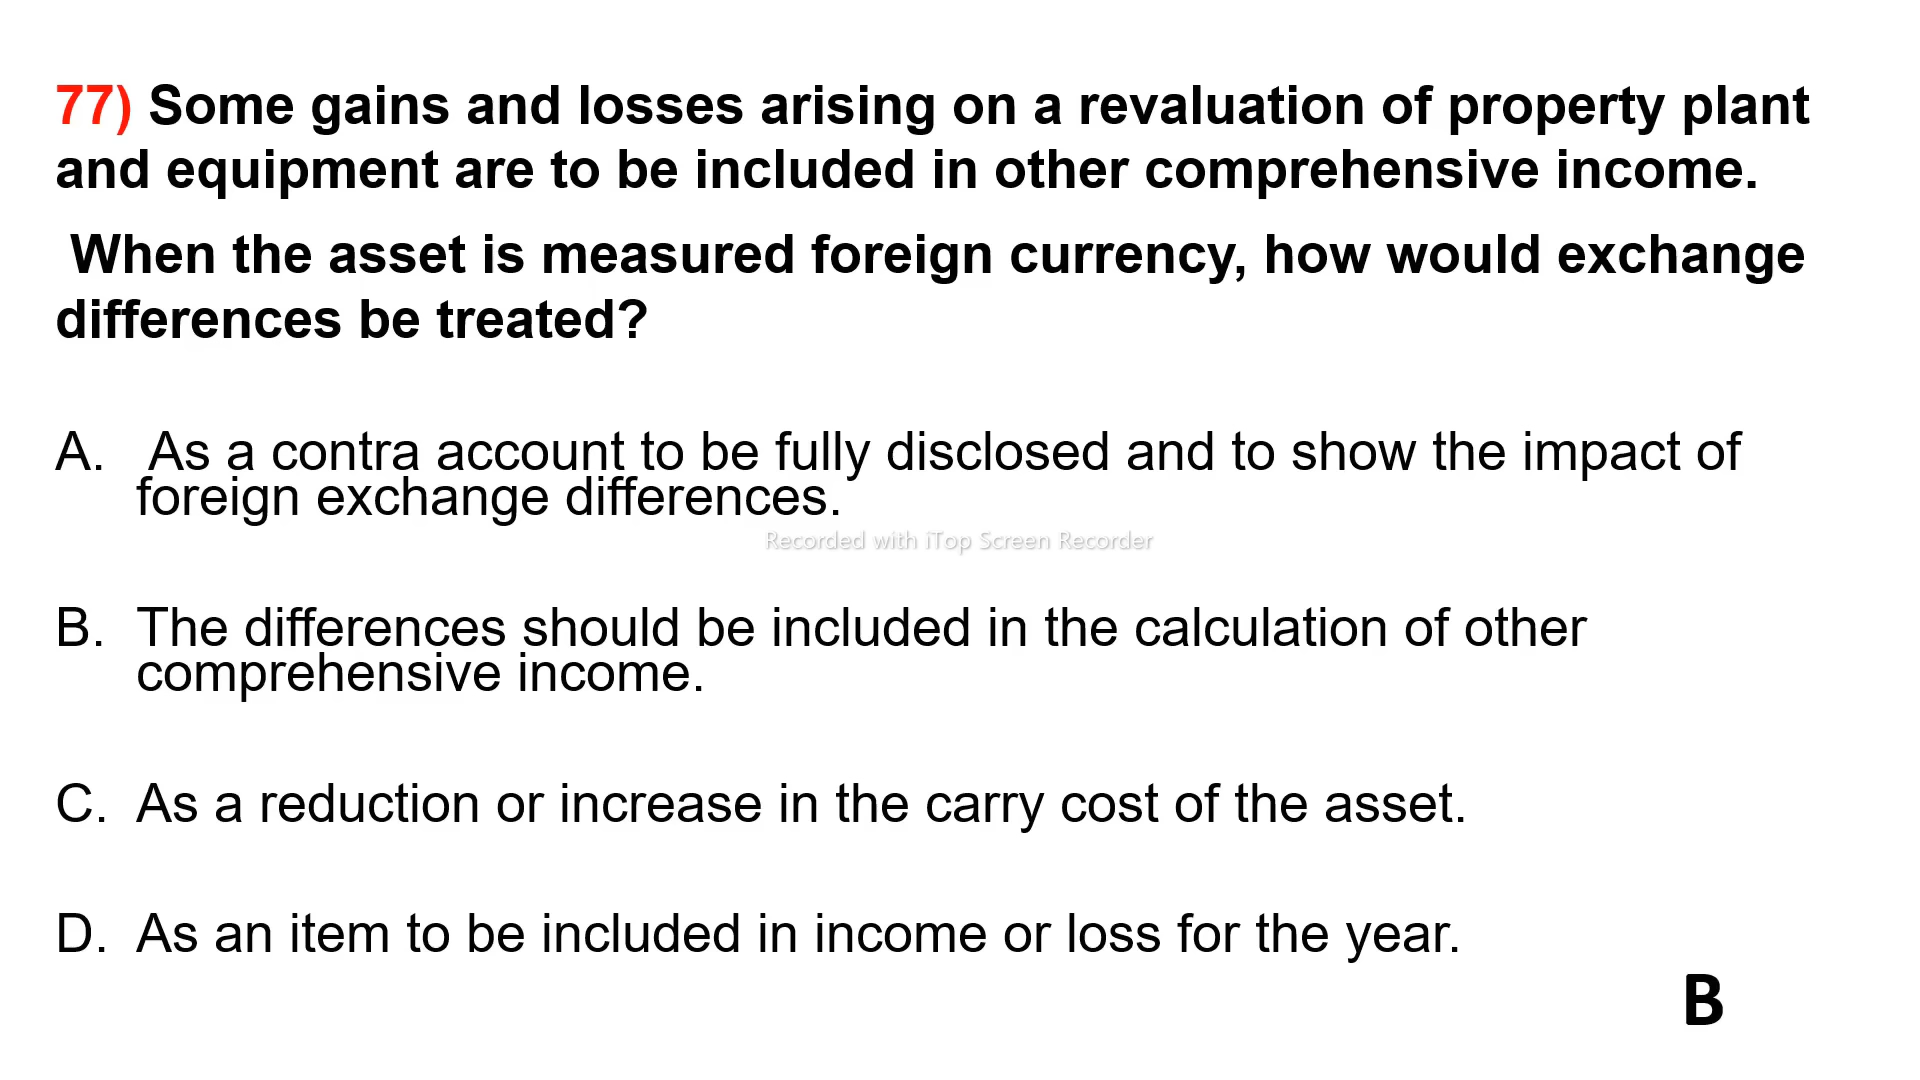 77) Some gains and losses arising on a revaluation of property plant
and equipment are to be included in other comprehensive income.
When the asset is measured foreign currency, how would exchange
differences be treated?
A. As a contra account to be fully disclosed and to show the impact of
foreign exchange differences.
Recorded with iTop Screen Recorder
B. The differences should be included in the calculation of other
comprehensive income.
C. As a reduction or increase in the carry cost of the asset.
D. As an item to be included in income or loss for the year.
B